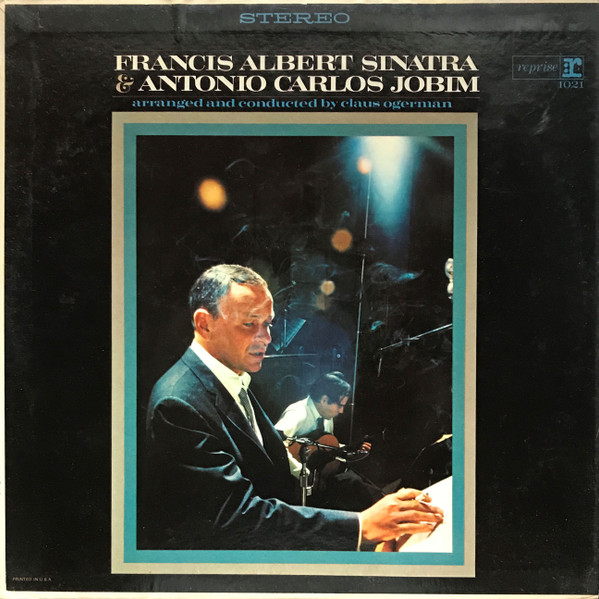 STEREO
FRANCIS ALBERT SINATRA
& ANTONIO CARLOS JOBIM
arranged and conducted by claus ogerman
reprise r:
1021
PRINTED IN U.S.A.